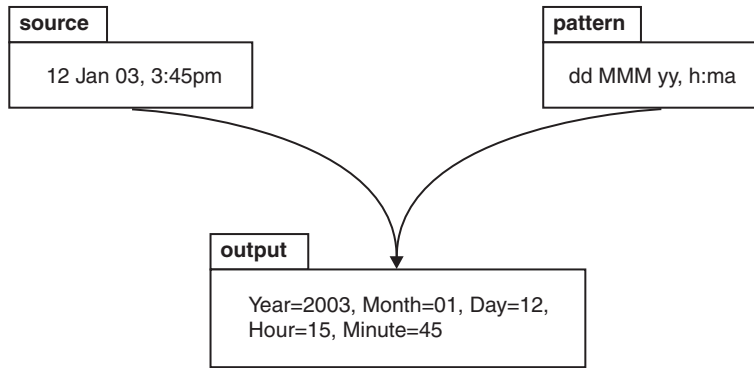 source
12 Jan 03, 3:45pm
pattern
dd MMM yy, h:ma
output
Year=2003, Month=01, Day=12,
Hour=15, Minute=45